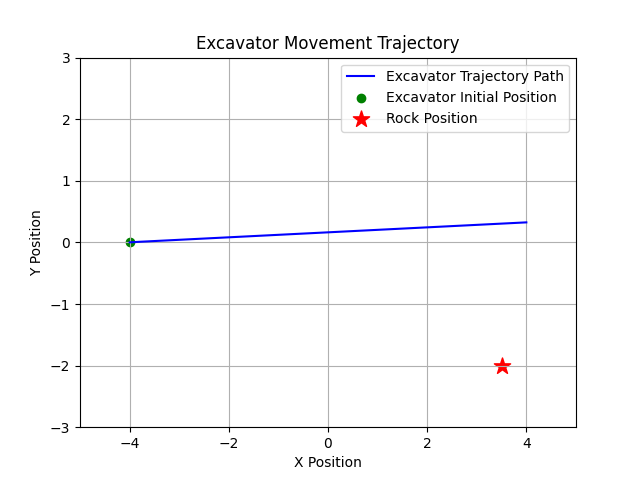 Excavator Movement Trajectory
Excavator Trajectory Path
Excavator Initial Position
Rock Position
3
2
1
0
−1
−2
−3
Y Position
−4
−2
0
2
4
X Position